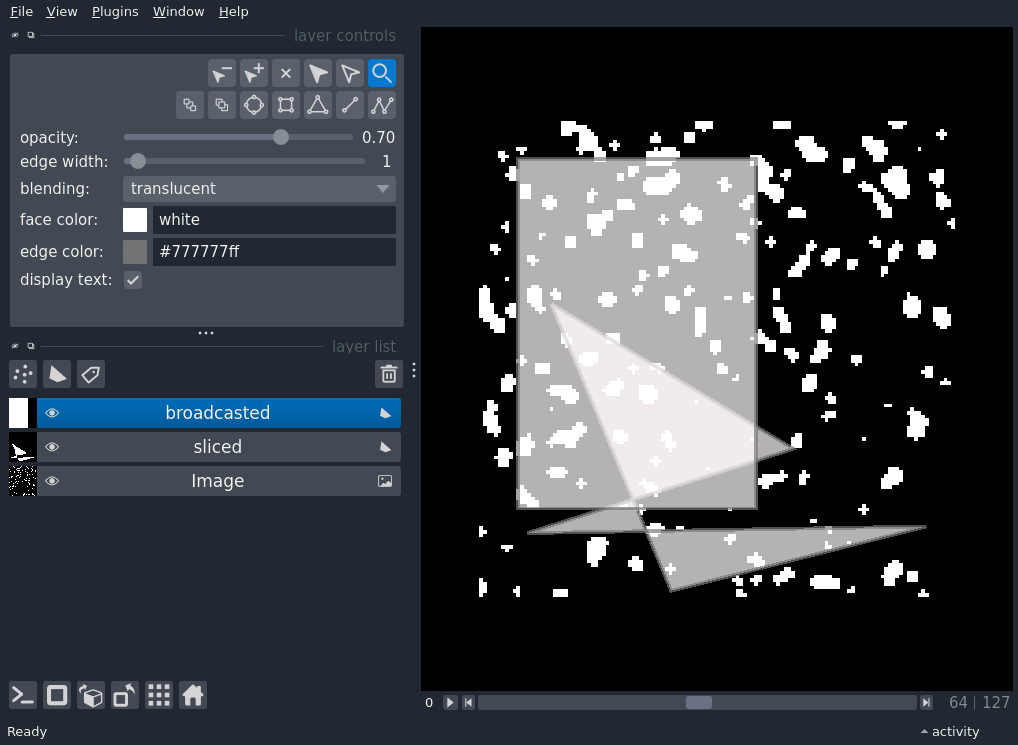 File View Plugins Window Help
layer controls
opacity: 0.70
edge width: 1
blending: translucent
face color: white
edge color: #777777ff
display text:
layer list
broadcasted
sliced
Image
0 64 | 127
Ready activity